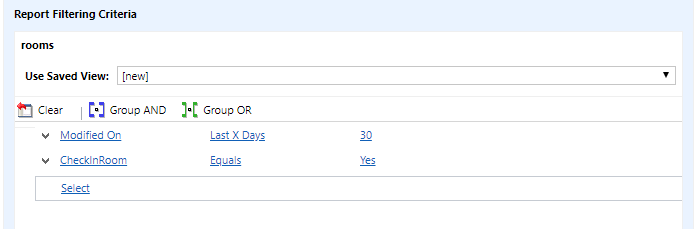 Report Filtering Criteria
rooms
Use Saved View: [new]
Clear Group AND Group OR
Modified On Last X Days 30
CheckInRoom Equals Yes
Select